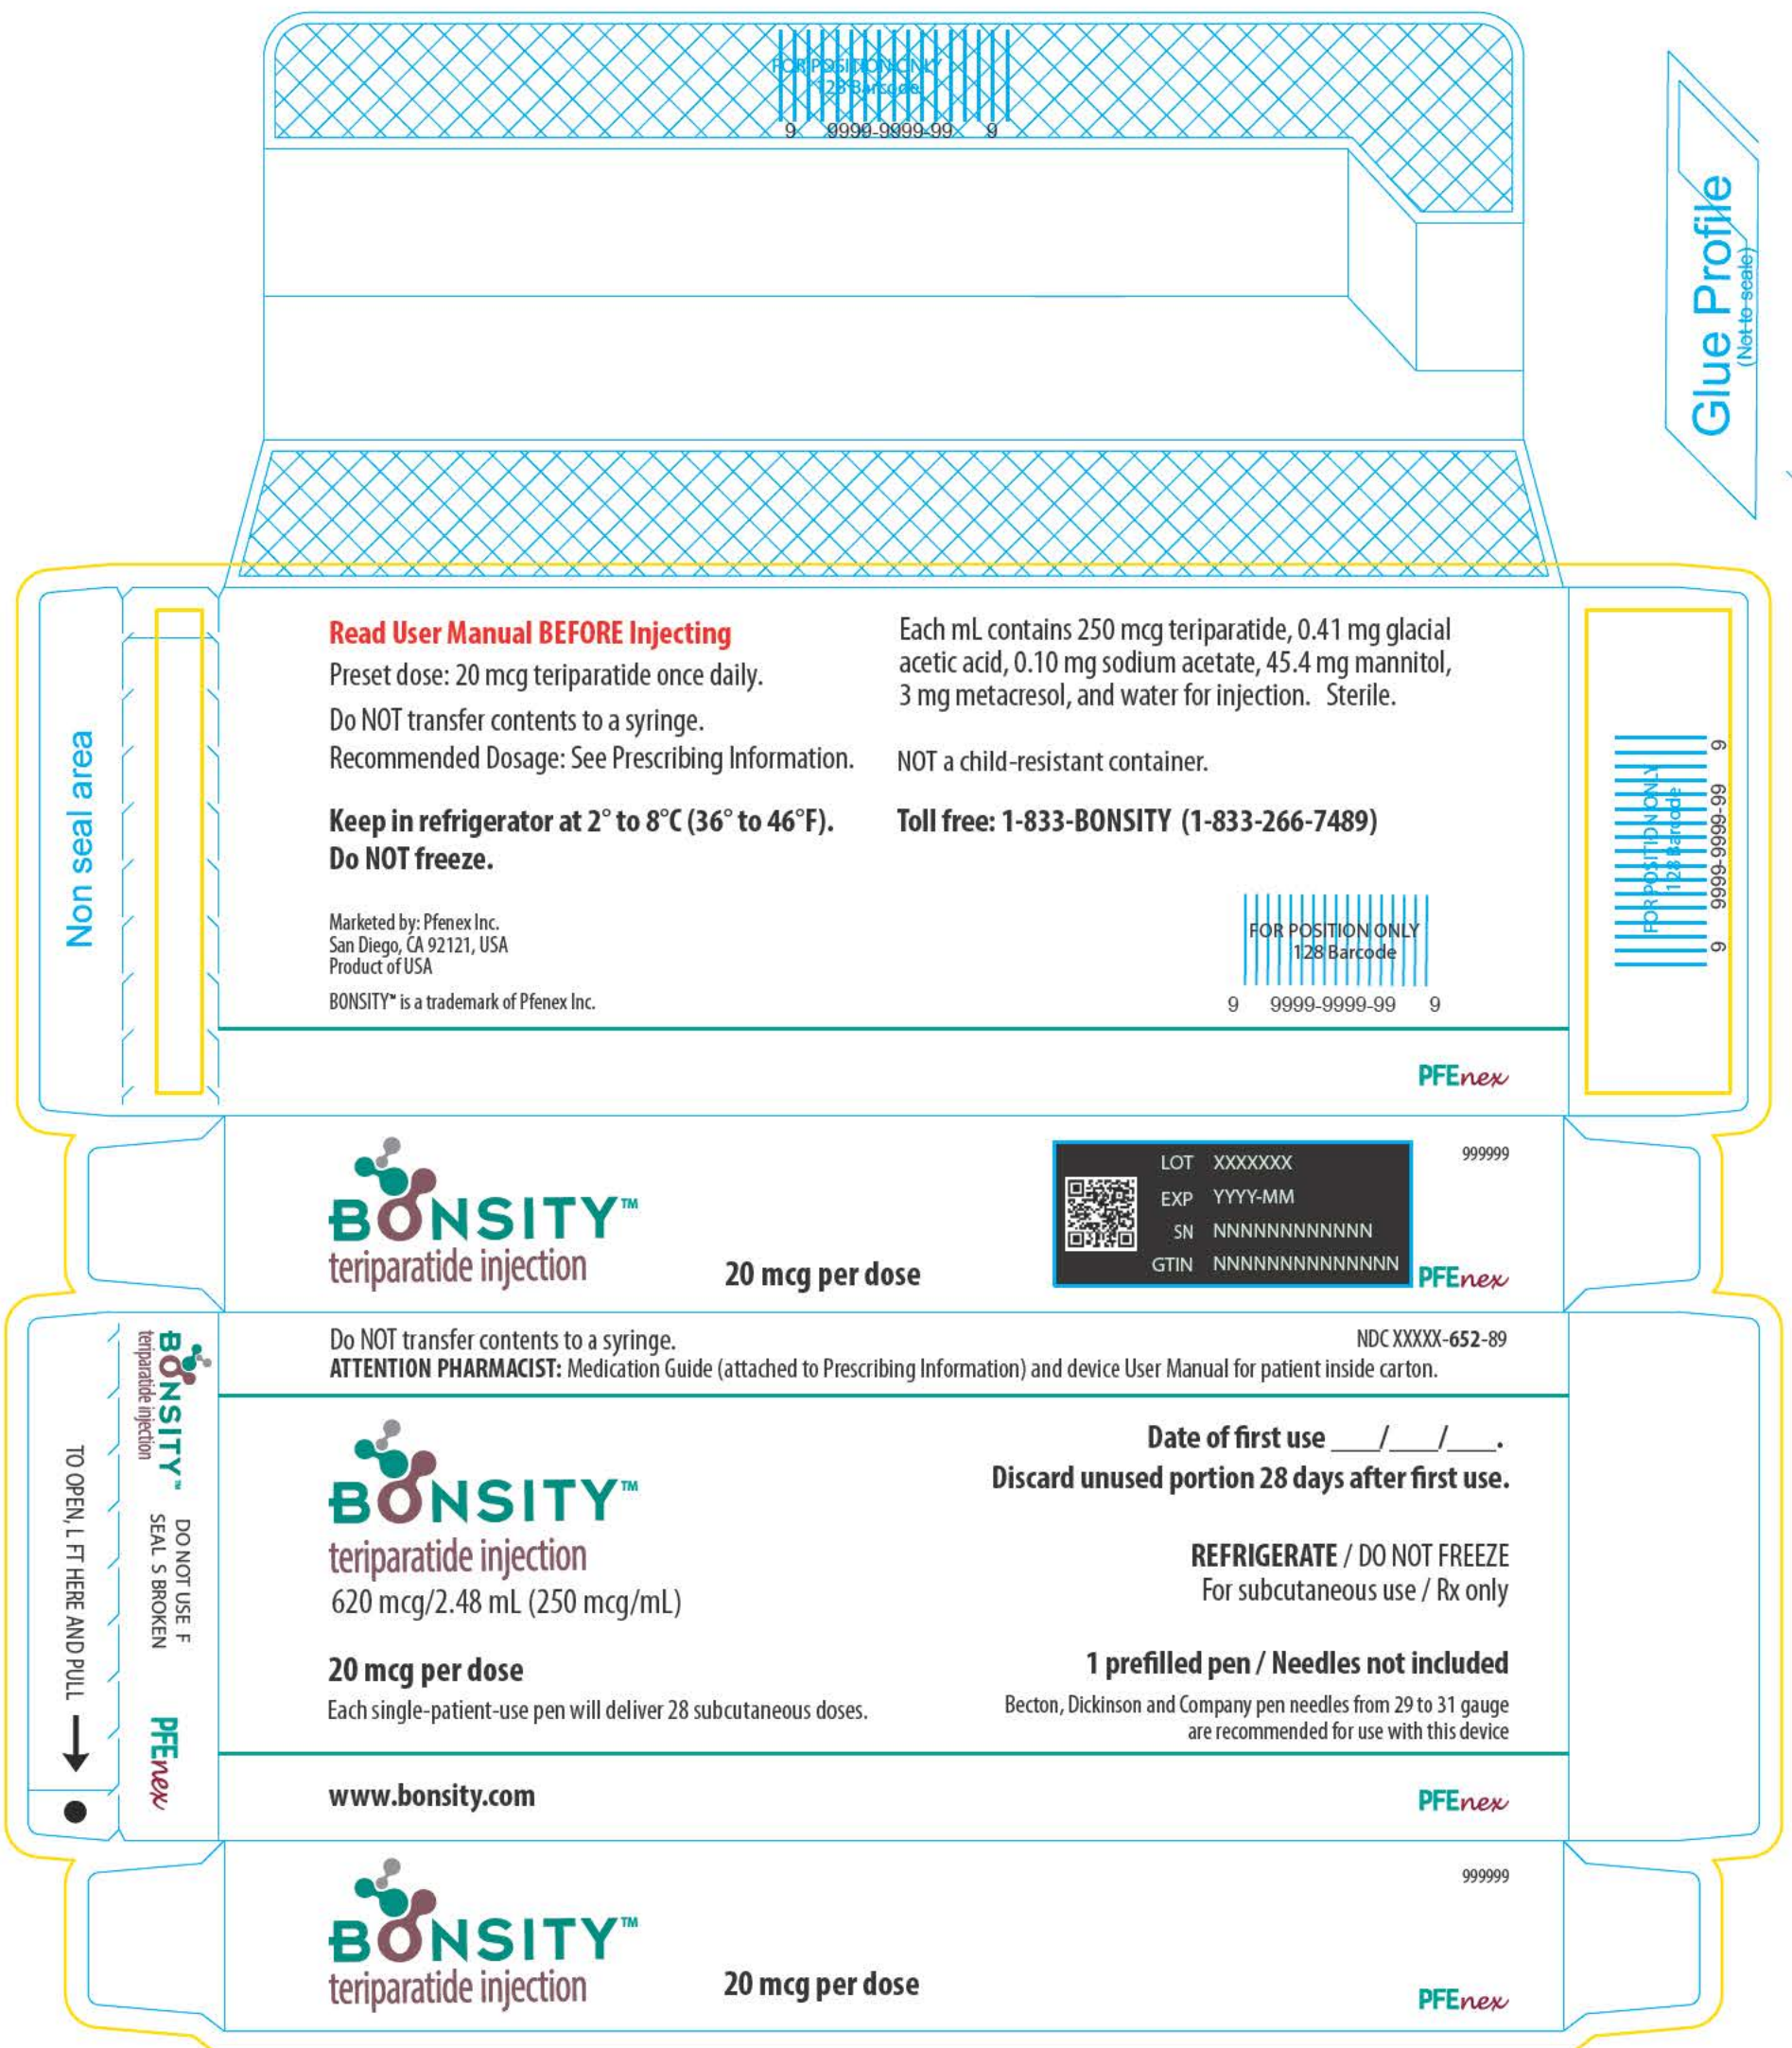 FOR POSITION ONLY
128 Barcode
9 9999-9999-99 9
Glue Profile
(Not to scale)
Non seal area
Read User Manual BEFORE Injecting
Preset dose: 20 mcg teriparatide once daily.
Do NOT transfer contents to a syringe.
Recommended Dosage: See Prescribing Information.
Keep in refrigerator at 2° to 8°C (36° to 46°F).
Do NOT freeze.
Marketed by: Pfenex Inc.
San Diego, CA 92121, USA
Product of USA
BONSITY™ is a trademark of Pfenex Inc.
Each mL contains 250 mcg teriparatide, 0.41 mg glacial
acetic acid, 0.10 mg sodium acetate, 45.4 mg mannitol,
3 mg metacresol, and water for injection. Sterile.
NOT a child-resistant container.
Toll free: 1-833-BONSITY (1-833-266-7489)
FOR POSITION ONLY
128 Barcode
9 9999-9999-99 9
FOR POSITION ONLY
128 Barcode
9 9999-9999-99 9
PFEnex
BONSITY™
teriparatide injection
20 mcg per dose
LOT XXXXXXX
EXP YYYY-MM
SN NNNNNNNNNNNN
GTIN NNNNNNNNNNNNNN
999999
PFEnex
Do NOT transfer contents to a syringe.
NDC XXXXX-652-89
ATTENTION PHARMACIST: Medication Guide (attached to Prescribing Information) and device User Manual for patient inside carton.
TO OPEN, L FT HERE AND PULL
BONSITY™
teriparatide injection
DO NOT USE F
SEAL S BROKEN
PFEnex
BONSITY™
teriparatide injection
620 mcg/2.48 mL (250 mcg/mL)
20 mcg per dose
Each single-patient-use pen will deliver 28 subcutaneous doses.
Date of first use ___/___/___.
Discard unused portion 28 days after first use.
REFRIGERATE / DO NOT FREEZE
For subcutaneous use / Rx only
1 prefilled pen / Needles not included
Becton, Dickinson and Company pen needles from 29 to 31 gauge
are recommended for use with this device
www.bonsity.com
PFEnex
BONSITY™
teriparatide injection
20 mcg per dose
999999
PFEnex